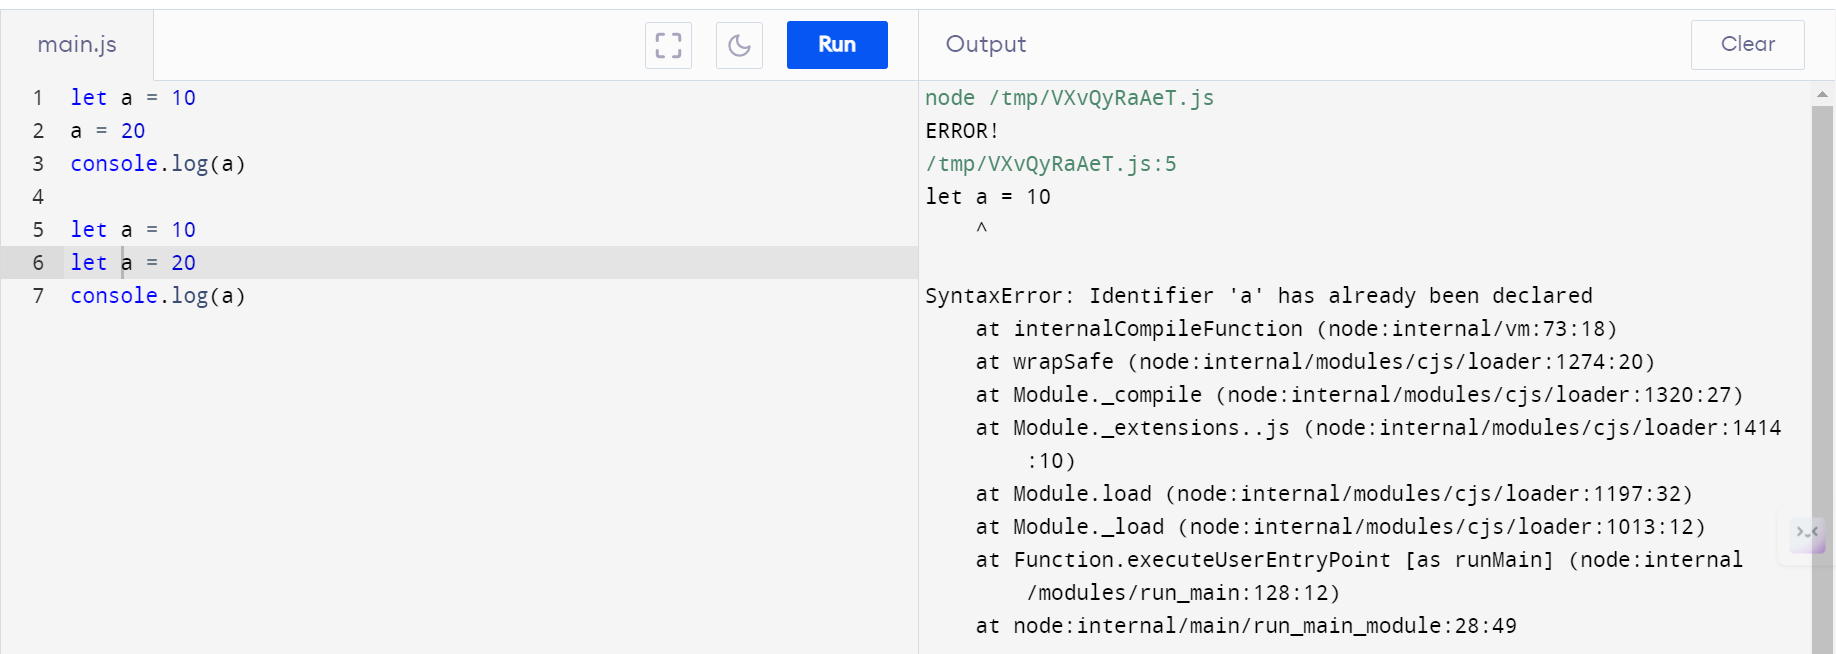 main.js
Run
1 let a = 10
2 a = 20
3 console.log(a)
4
5 let a = 10
6 let a = 20
7 console.log(a)
Output
Clear
node /tmp/VXvQyRaAeT.js
ERROR!
/tmp/VXvQyRaAeT.js:5
let a = 10
    ^
SyntaxError: Identifier 'a' has already been declared
    at internalCompileFunction (node:internal/vm:73:18)
    at wrapSafe (node:internal/modules/cjs/loader:1274:20)
    at Module._compile (node:internal/modules/cjs/loader:1320:27)
    at Module._extensions..js (node:internal/modules/cjs/loader:1414
        :10)
    at Module.load (node:internal/modules/cjs/loader:1197:32)
    at Module._load (node:internal/modules/cjs/loader:1013:12)
    at Function.executeUserEntryPoint [as runMain] (node:internal
        /modules/run_main:128:12)
    at node:internal/main/run_main_module:28:49